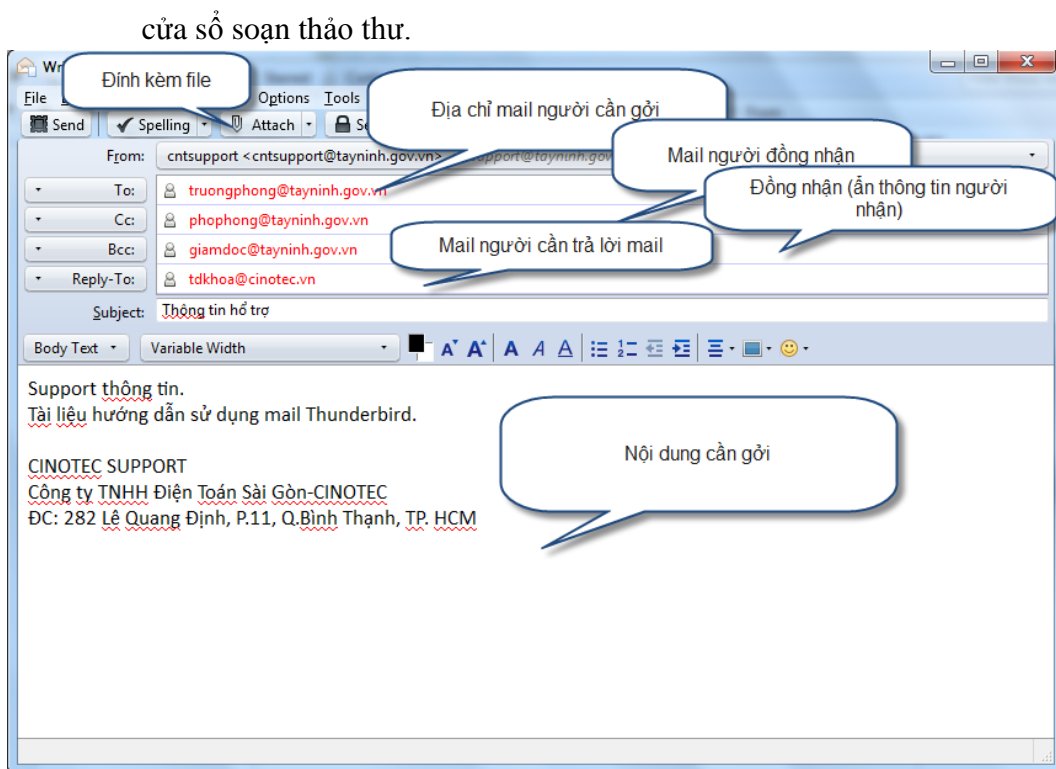 cửa sổ soạn thảo thư.
Wr
Đính kèm file
File Options Tools
Địa chỉ mail người cần gởi
Send Spelling Attach
From: cntsupport <cntsupport@tayninh.gov.vn>
Mail người đồng nhận
To: truongphong@tayninh.gov.vn
Đồng nhận (ẩn thông tin người
nhận)
Cc: phophong@tayninh.gov.vn
Bcc: giamdoc@tayninh.gov.vn
Mail người cần trả lời mail
Reply-To: tdkhoa@cinotec.vn
Subject: Thông tin hổ trợ
Body Text Variable Width
Support thông tin.
Tài liệu hướng dẫn sử dụng mail Thunderbird.
Nội dung cần gởi
CINOTEC SUPPORT
Công ty TNHH Điện Toán Sài Gòn-CINOTEC
ĐC: 282 Lê Quang Định, P.11, Q.Bình Thạnh, TP. HCM